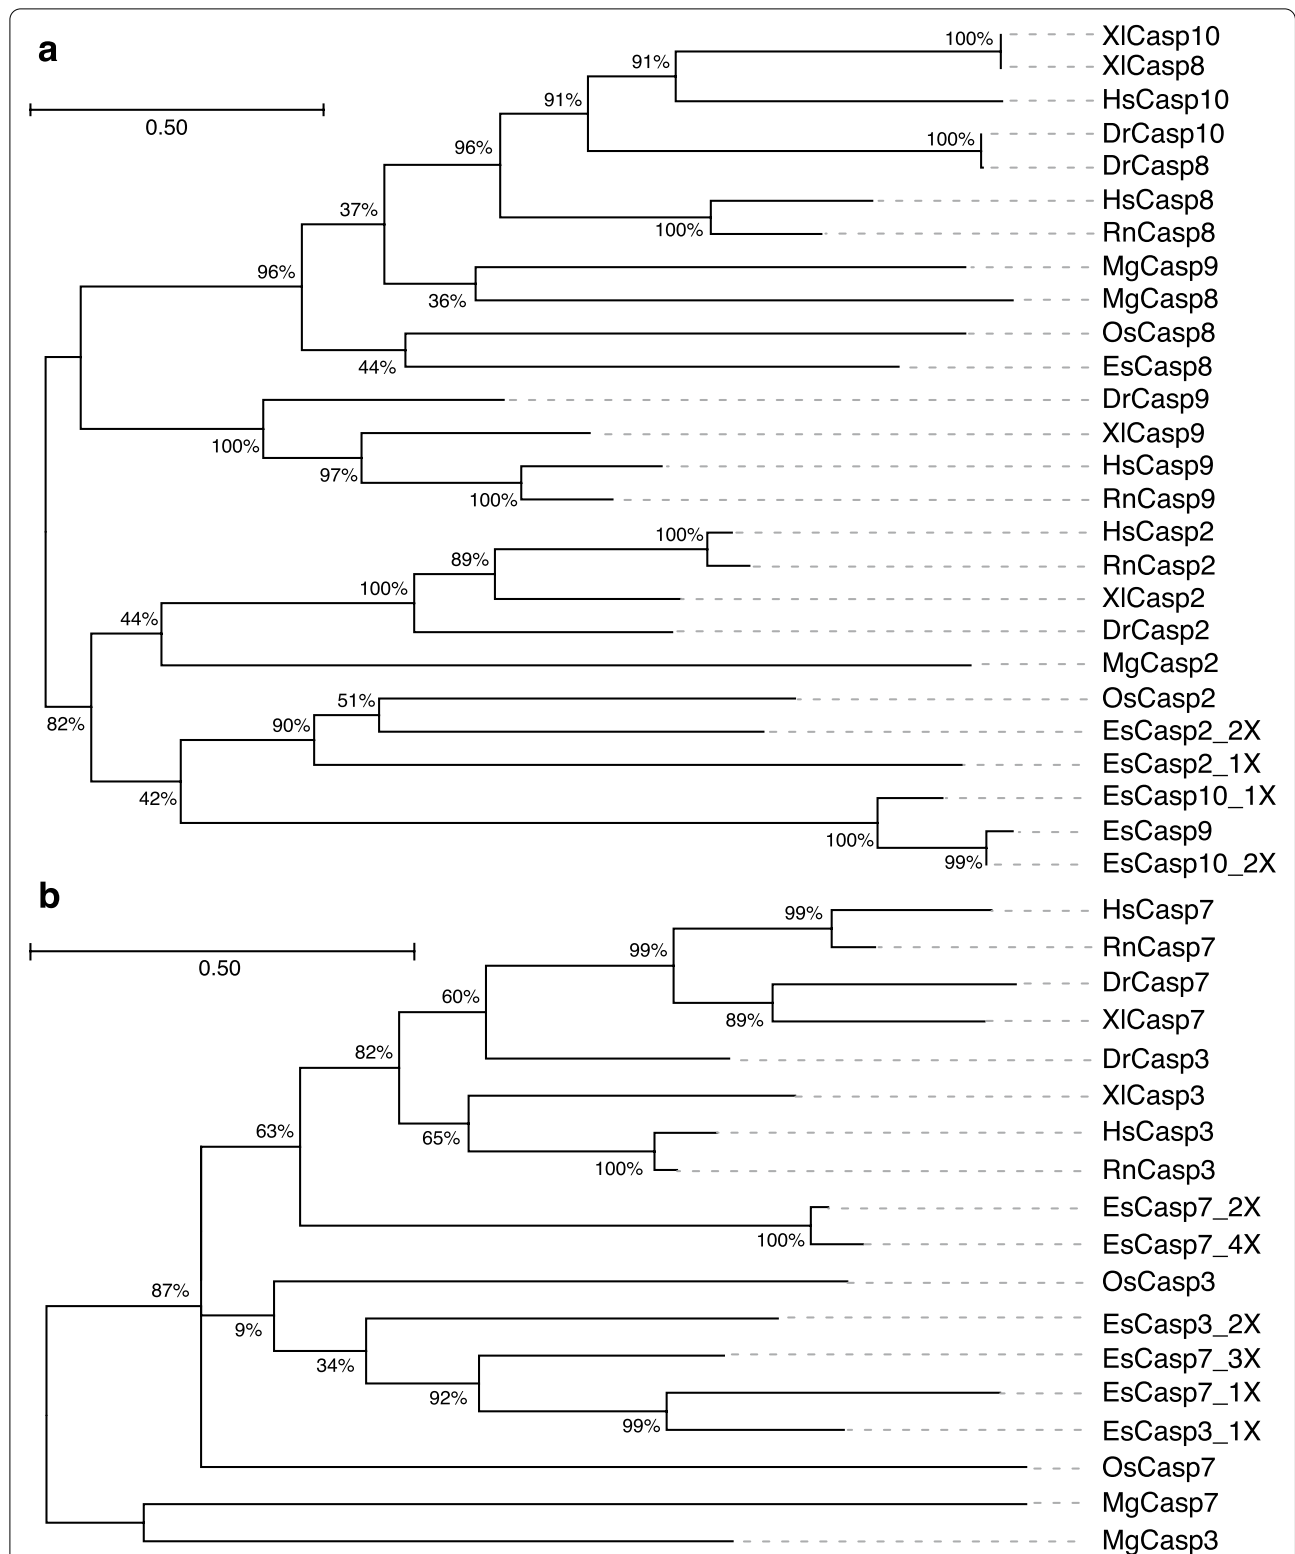 a
0.50
100%
XlCasp10
XlCasp8
91%
HsCasp10
91%
100%
DrCasp10
DrCasp8
96%
HsCasp8
100%
RnCasp8
37%
MgCasp9
36%
MgCasp8
96%
OsCasp8
44%
EsCasp8
DrCasp9
100%
XlCasp9
97%
HsCasp9
100%
RnCasp9
100%
HsCasp2
RnCasp2
89%
XlCasp2
100%
DrCasp2
44%
MgCasp2
82%
51%
OsCasp2
90%
EsCasp2_2X
EsCasp2_1X
42%
EsCasp10_1X
100%
EsCasp9
99%
EsCasp10_2X
b
0.50
99%
HsCasp7
RnCasp7
99%
DrCasp7
89%
XlCasp7
60%
DrCasp3
82%
XlCasp3
65%
HsCasp3
100%
RnCasp3
63%
EsCasp7_2X
100%
EsCasp7_4X
87%
OsCasp3
9%
EsCasp3_2X
34%
EsCasp7_3X
92%
EsCasp7_1X
99%
EsCasp3_1X
OsCasp7
MgCasp7
MgCasp3